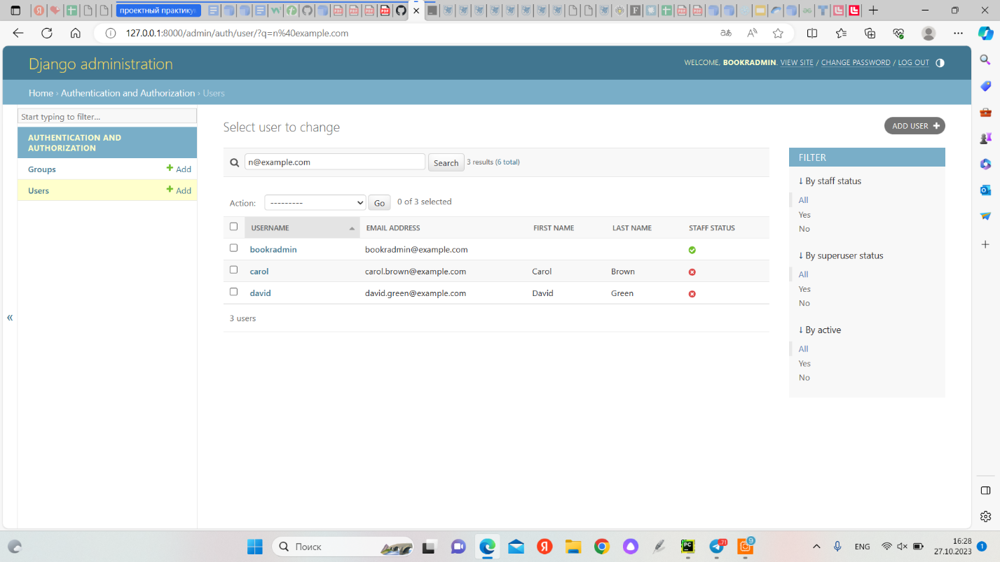 проектный практику
127.0.0.1:8000/admin/auth/user/?q=n%40example.com
Django administration
WELCOME, BOOKRADMIN. VIEW SITE / CHANGE PASSWORD / LOG OUT
Home › Authentication and Authorization › Users
Start typing to filter...
AUTHENTICATION AND
AUTHORIZATION
Groups + Add
Users + Add
«
Select user to change
ADD USER +
n@example.com Search 3 results (6 total)
Action: --------- Go 0 of 3 selected
USERNAME EMAIL ADDRESS FIRST NAME LAST NAME STAFF STATUS
bookradmin bookradmin@example.com
carol carol.brown@example.com Carol Brown
david david.green@example.com David Green
3 users
FILTER
↓ By staff status
All
Yes
No
↓ By superuser status
All
Yes
No
↓ By active
All
Yes
No
Поиск
71
9
ENG
16:28
27.10.2023
1